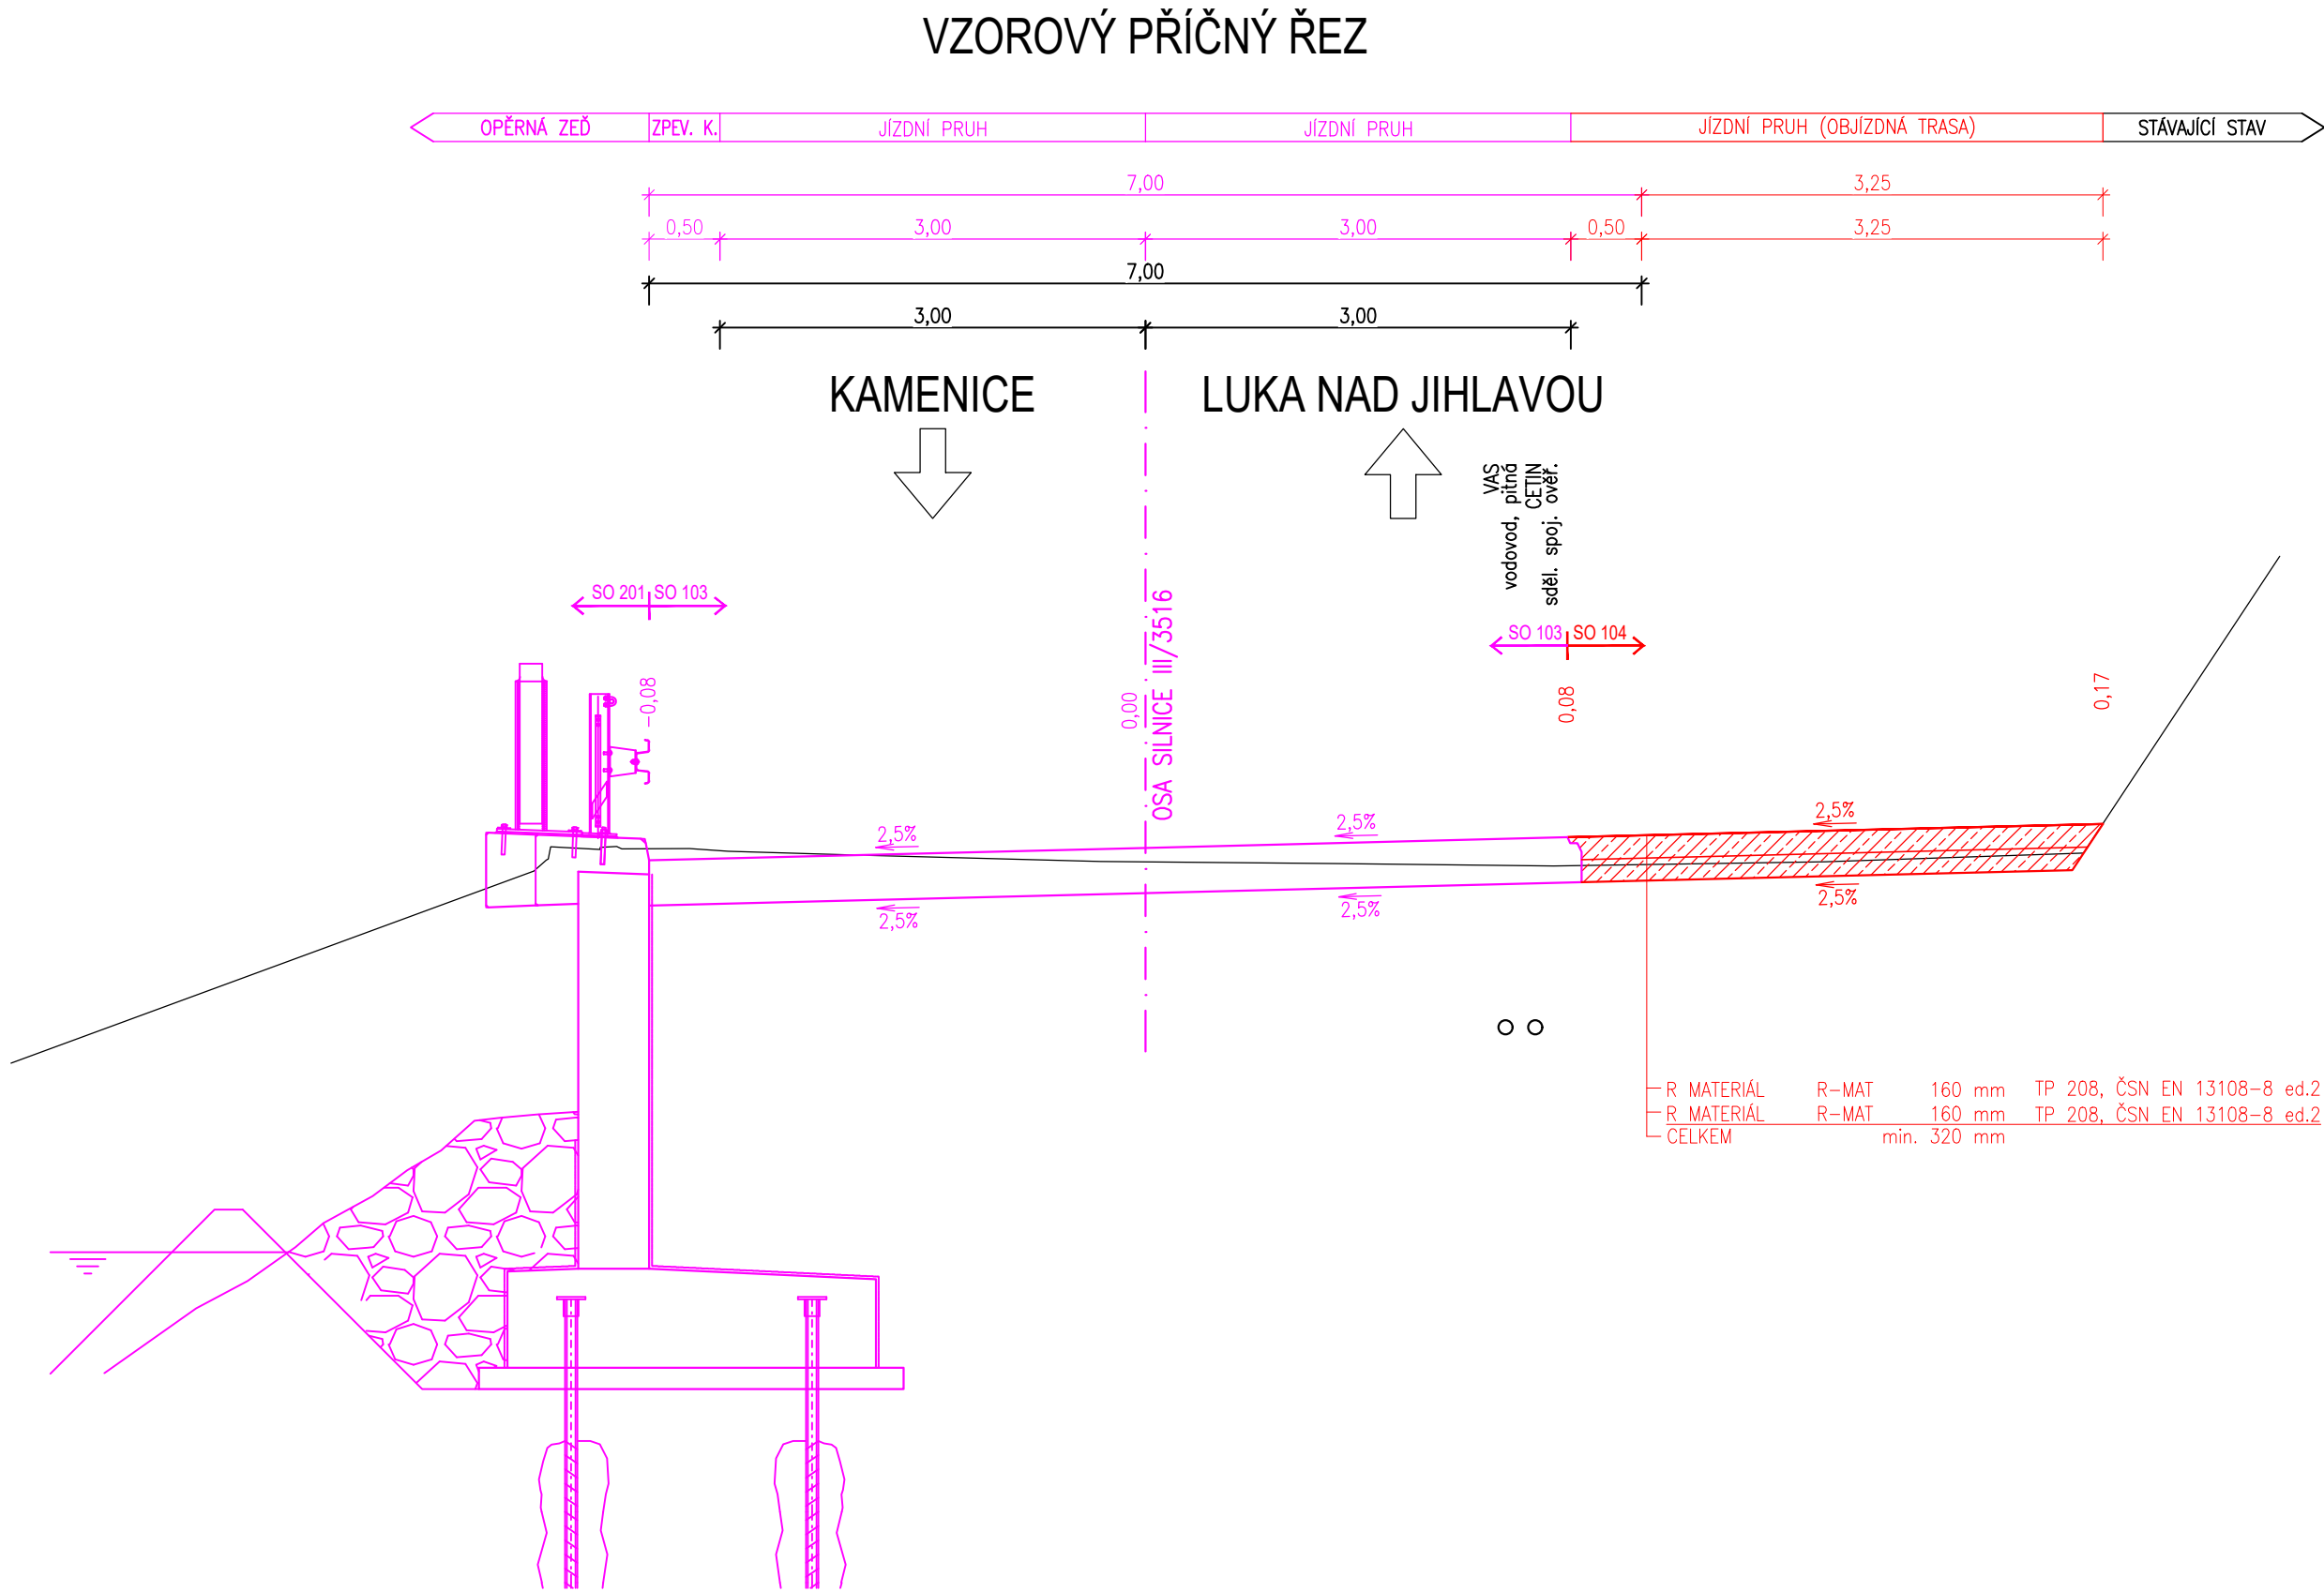 VZOROVÝ PŘÍČNÝ ŘEZ
OPĚRNÁ ZEĎ
ZPEV. K.
JÍZDNÍ PRUH
JÍZDNÍ PRUH
JÍZDNÍ PRUH (OBJÍZDNÁ TRASA)
STÁVAJÍCÍ STAV
7,00
3,25
0,50
3,00
3,00
0,50
3,25
7,00
3,00
3,00
KAMENICE
LUKA NAD JIHLAVOU
VAS
vodovod, pitná
CETIN
sděl. spoj. ověř.
SO 201
SO 103
SO 103
SO 104
-0,08
0,00
OSA SILNICE III/3516
0,08
0,17
2,5%
2,5%
2,5%
2,5%
2,5%
2,5%
R MATERIÁL R-MAT 160 mm TP 208, ČSN EN 13108-8 ed.2
R MATERIÁL R-MAT 160 mm TP 208, ČSN EN 13108-8 ed.2
CELKEM min. 320 mm